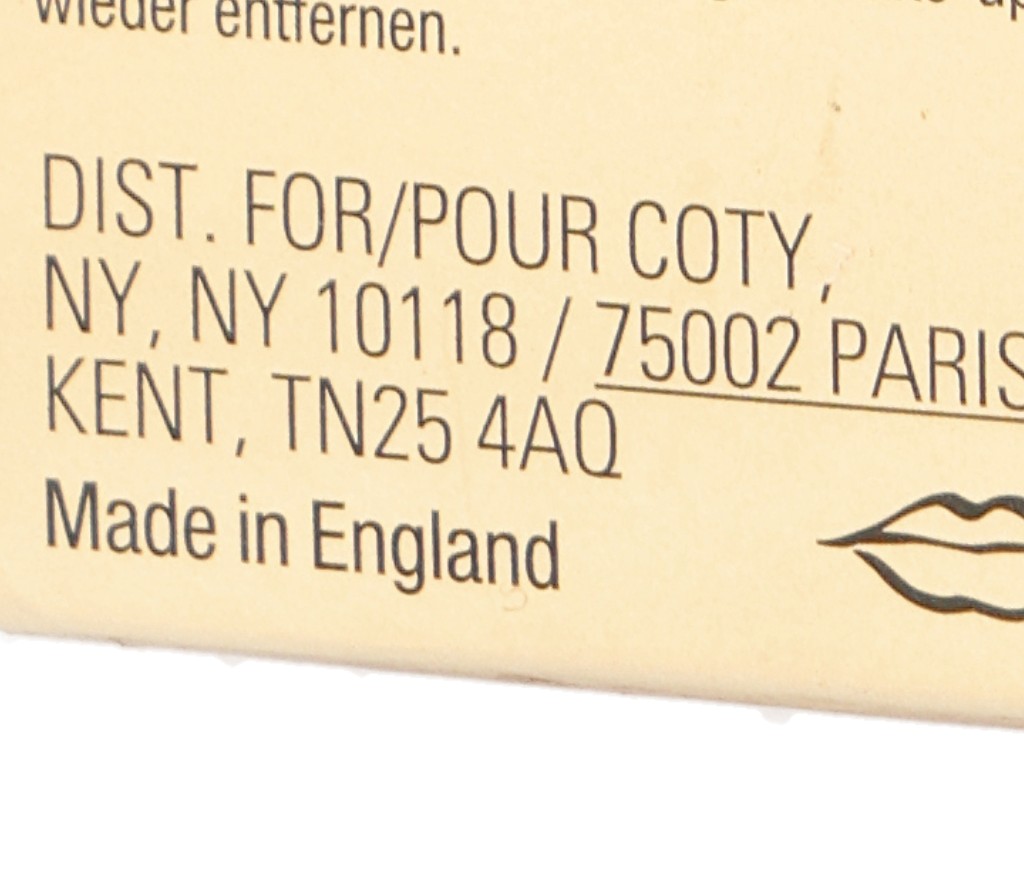 wieder entfernen.
DIST. FOR/POUR COTY,
NY, NY 10118 / 75002 PARIS
KENT, TN25 4AQ
Made in England